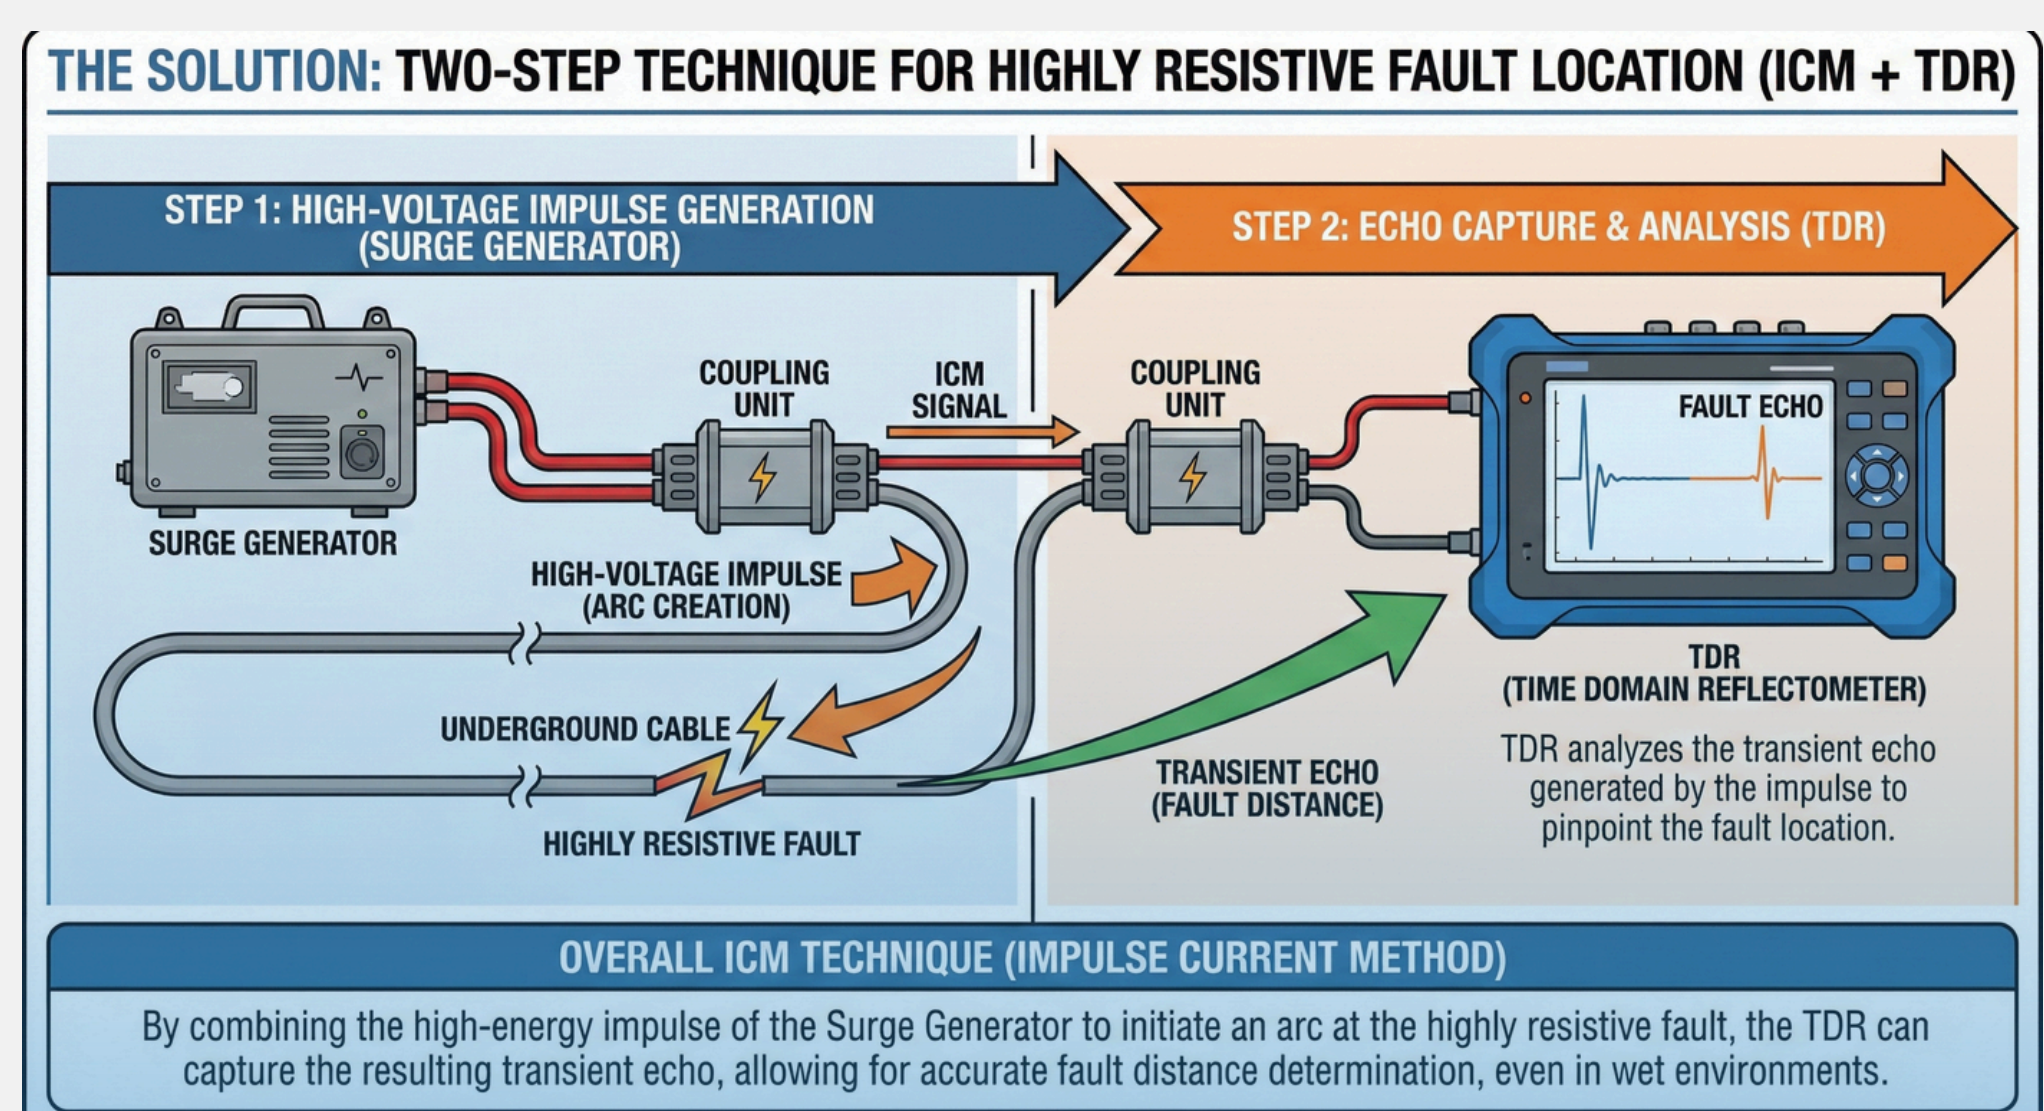 THE SOLUTION: TWO-STEP TECHNIQUE FOR HIGHLY RESISTIVE FAULT LOCATION (ICM + TDR)
STEP 1: HIGH-VOLTAGE IMPULSE GENERATION
(SURGE GENERATOR)
STEP 2: ECHO CAPTURE & ANALYSIS (TDR)
COUPLING
UNIT
ICM
SIGNAL
COUPLING
UNIT
FAULT ECHO
SURGE GENERATOR
HIGH-VOLTAGE IMPULSE
(ARC CREATION)
UNDERGROUND CABLE
HIGHLY RESISTIVE FAULT
TRANSIENT ECHO
(FAULT DISTANCE)
TDR
(TIME DOMAIN REFLECTOMETER)
TDR analyzes the transient echo
generated by the impulse to
pinpoint the fault location.
OVERALL ICM TECHNIQUE (IMPULSE CURRENT METHOD)
By combining the high-energy impulse of the Surge Generator to initiate an arc at the highly resistive fault, the TDR can
capture the resulting transient echo, allowing for accurate fault distance determination, even in wet environments.